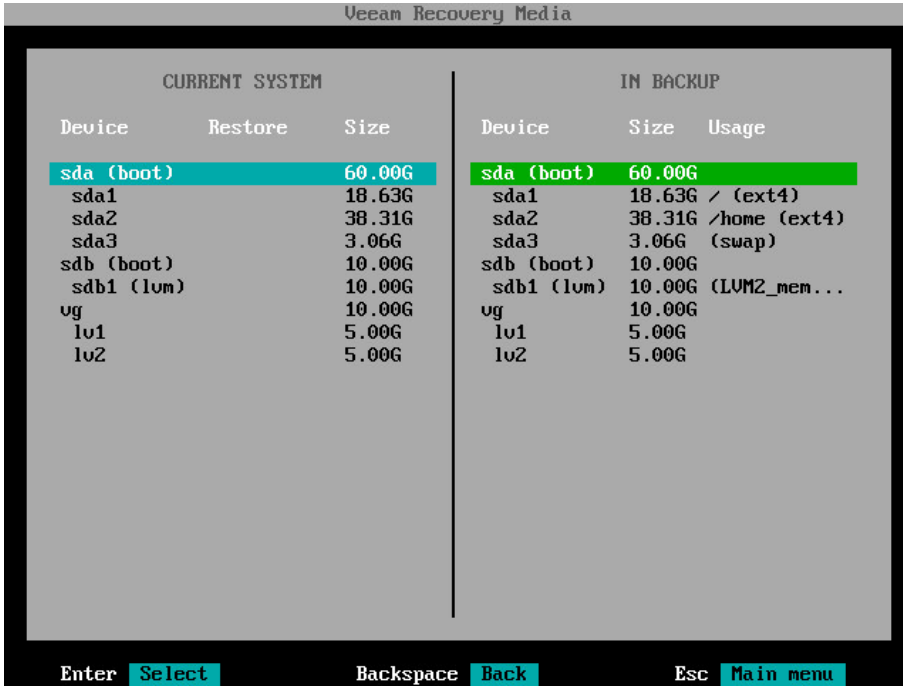 Veeam Recovery Media
CURRENT SYSTEM
Device Restore Size
sda (boot) 60.00G
sda1 18.63G
sda2 38.31G
sda3 3.06G
sdb (boot) 10.00G
sdb1 (lvm) 10.00G
vg 10.00G
lv1 5.00G
lv2 5.00G
IN BACKUP
Device Size Usage
sda (boot) 60.00G
sda1 18.63G / (ext4)
sda2 38.31G /home (ext4)
sda3 3.06G (swap)
sdb (boot) 10.00G
sdb1 (lvm) 10.00G (LVM2_mem...
vg 10.00G
lv1 5.00G
lv2 5.00G
Enter Select Backspace Back Esc Main menu